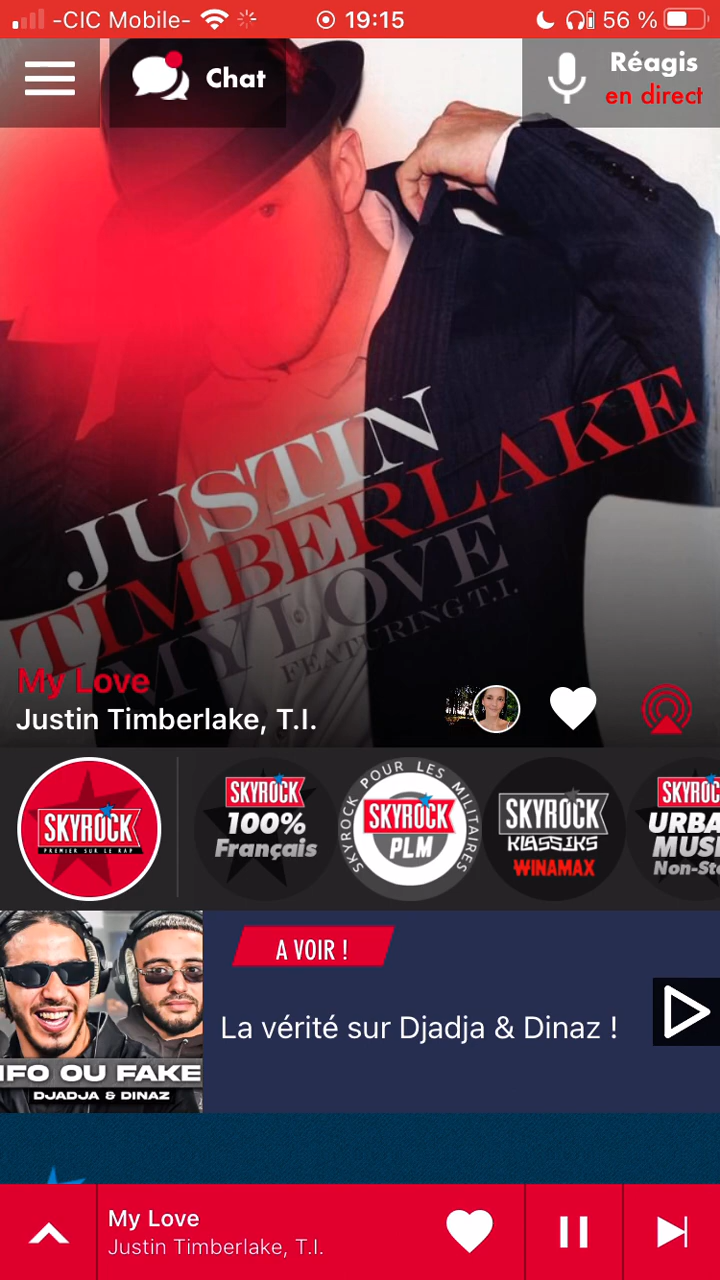 -CIC Mobile-
19:15
56 %
Chat
Réagis
en direct
JUSTIN
TIMBERLAKE
MY LOVE
FEATURING T.I.
My Love
Justin Timberlake, T.I.
SKYROCK
PREMIER SUR LE RAP
SKYROCK
100%
Français
SKYROCK POUR LES MILITAIRES
SKYROCK
PLM
SKYROCK
KLASSIKS
WINAMAX
SKYROC
URBA
MUSI
Non-Sto
A VOIR !
La vérité sur Djadja & Dinaz !
IFO OU FAKE
DJADJA & DINAZ
My Love
Justin Timberlake, T.I.